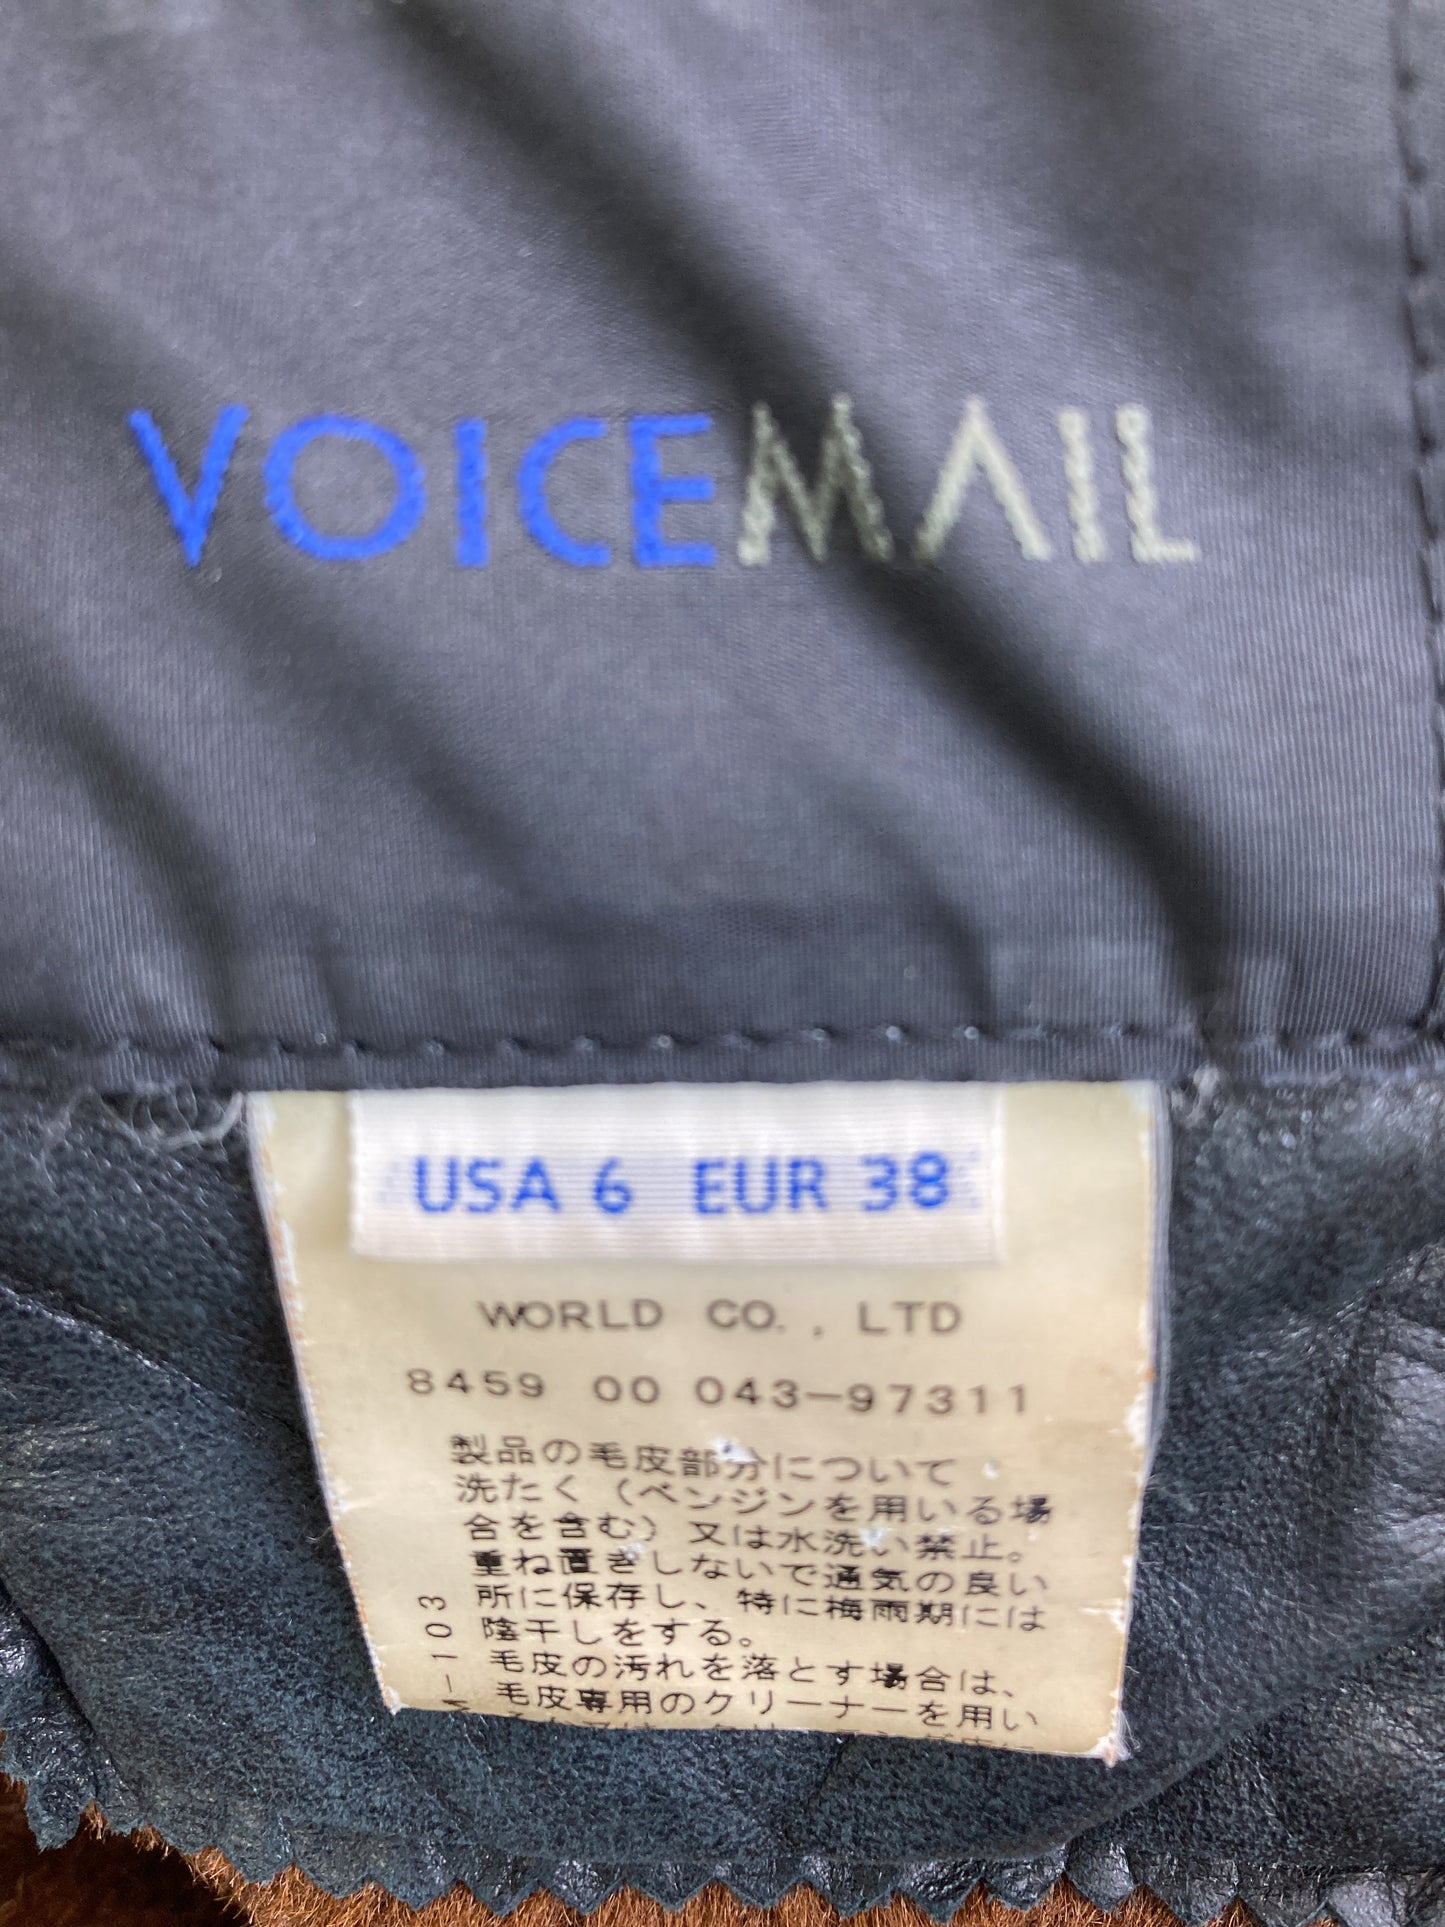 VOICEMAIL
USA 6 EUR 38
WORLD CO., LTD
8459 00 043-97311
製品の毛皮部分について
洗たく（ベンジンを用いる場
合を含む）又は水洗い禁止。
重ね置きしないで通気の良い
所に保存し、特に梅雨期には
陰干しをする。
毛皮の汚れを落とす場合は、
毛皮専用のクリーナーを用い
M-103